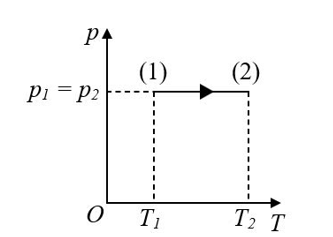 p
(1) (2)
p₁ = p₂
O T₁ T₂ T